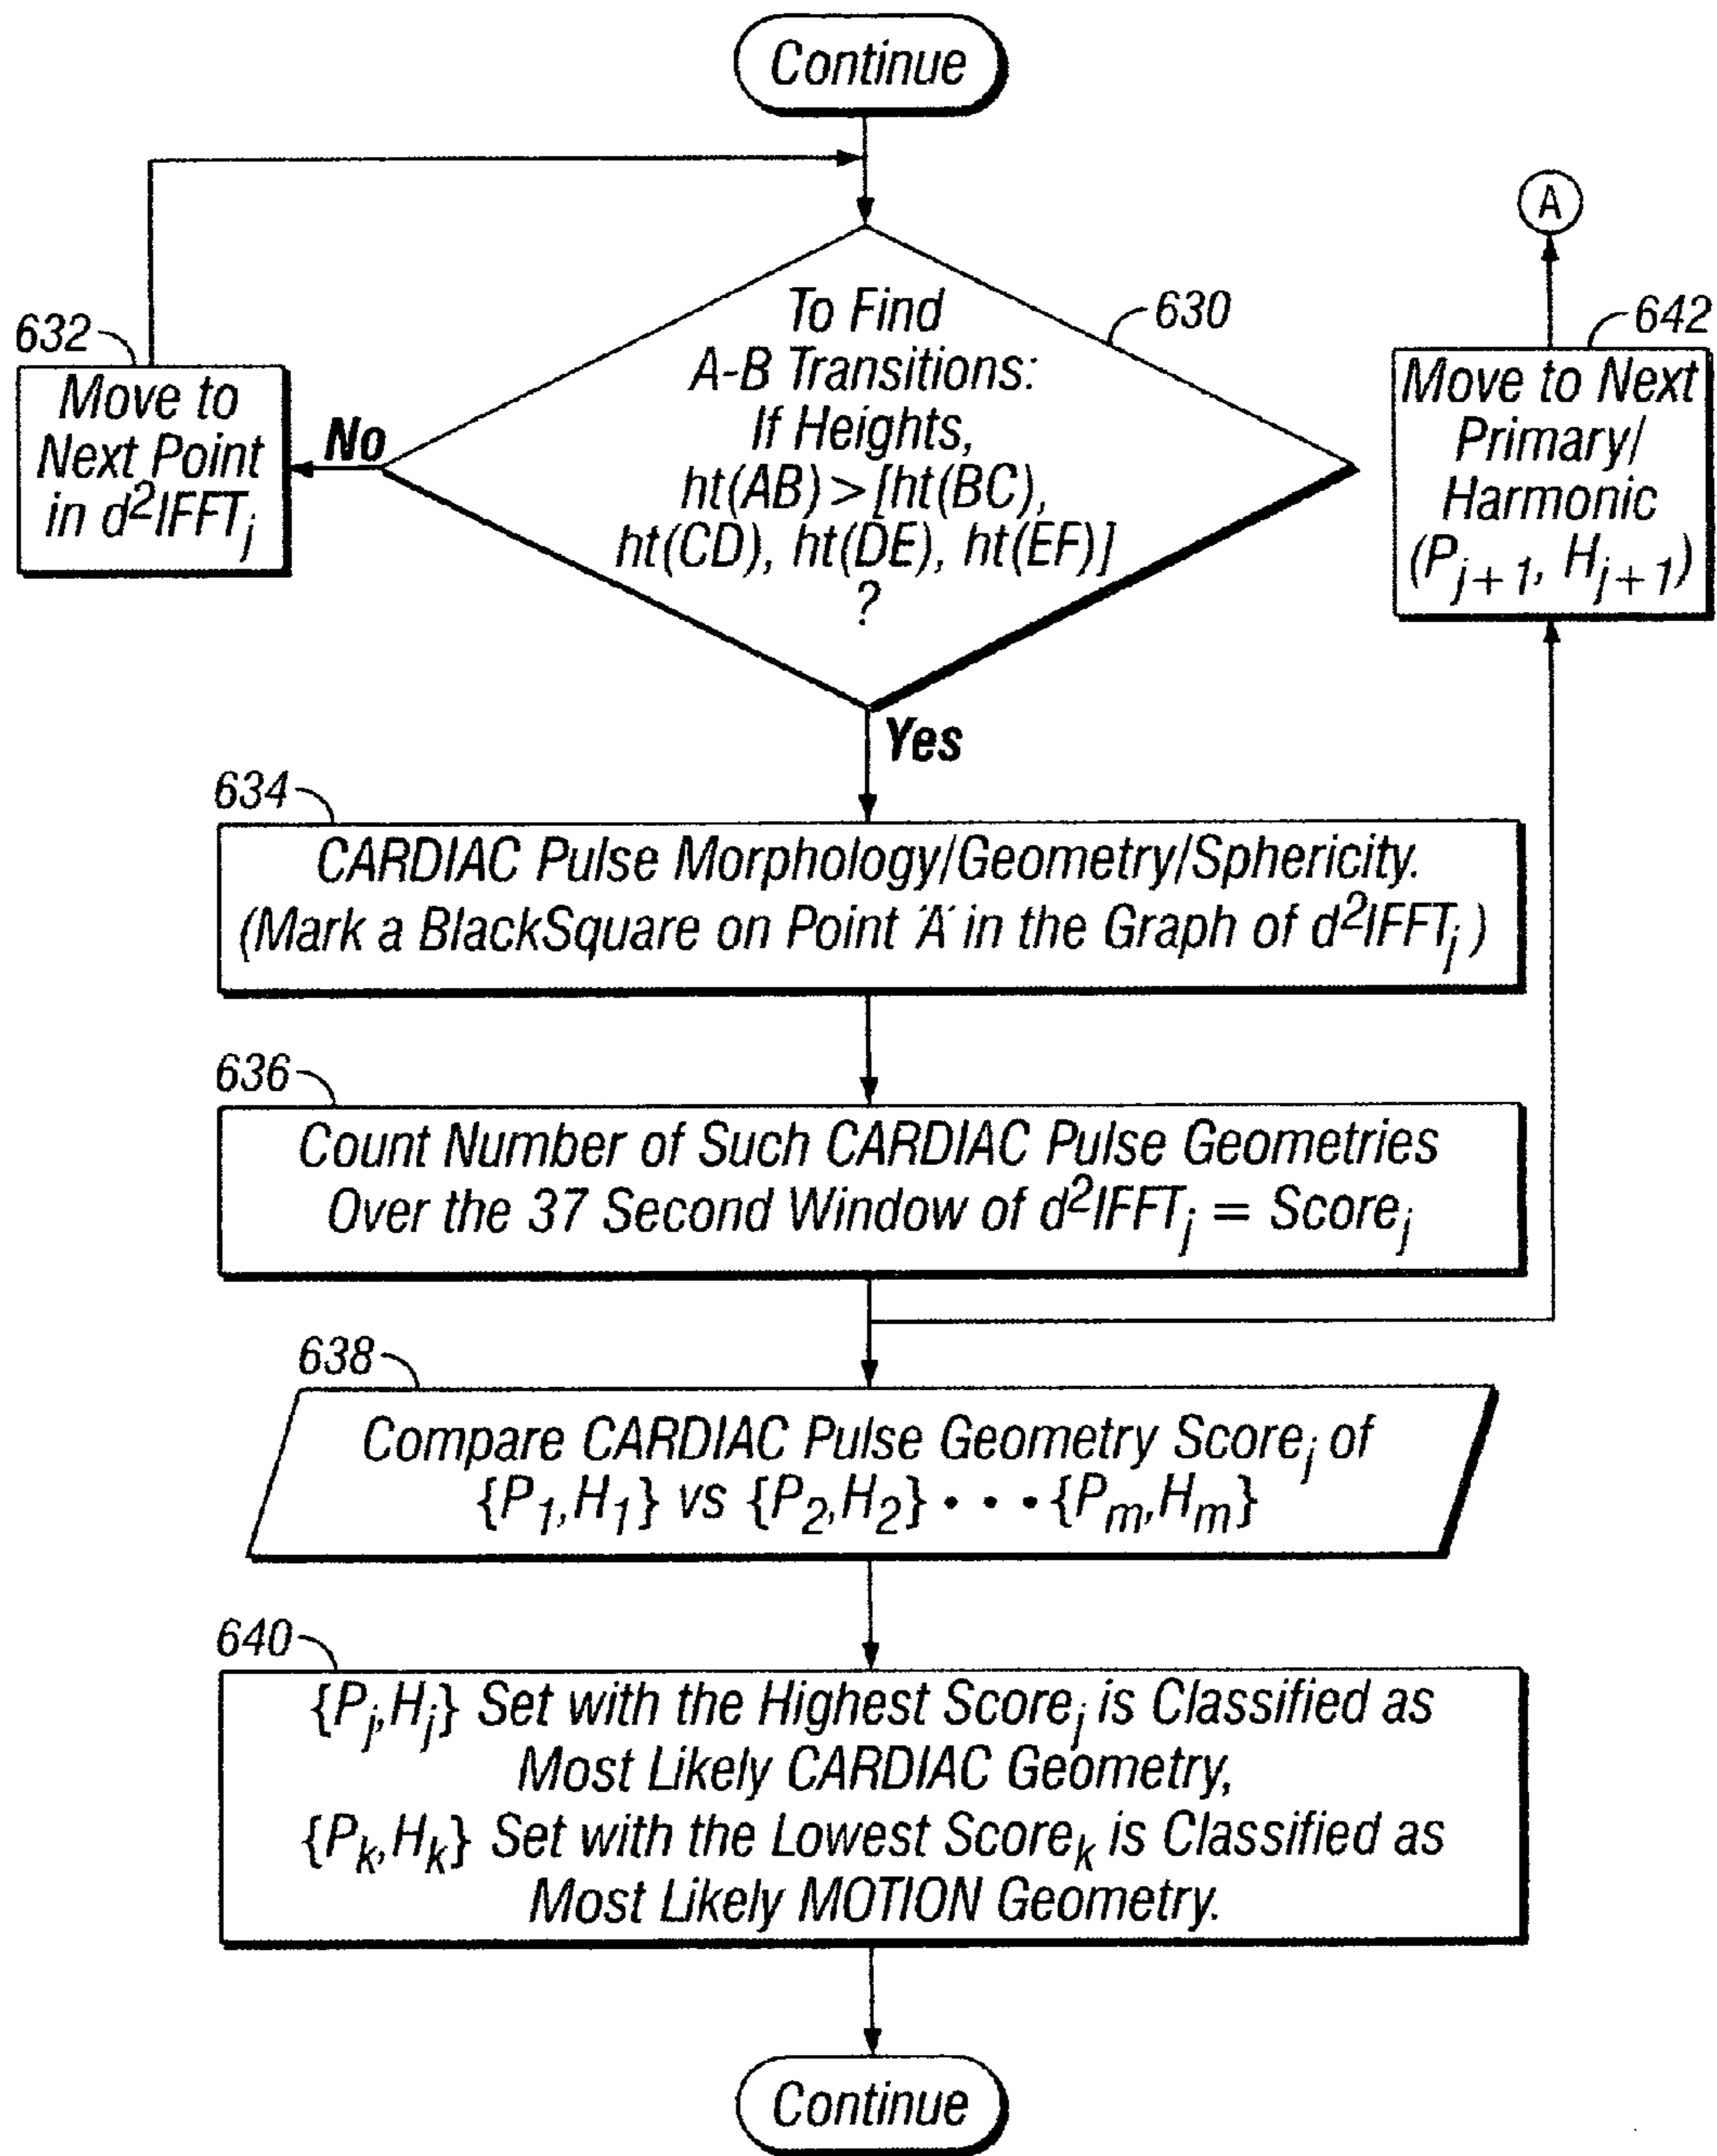 Continue
A
630
To Find
A-B Transitions:
If Heights,
ht(AB) > [ht(BC),
ht(CD), ht(DE), ht(EF)]
?
632
Move to
Next Point
in d²IFFTⱼ
No
642
Move to Next
Primary/
Harmonic
(Pⱼ₊₁, Hⱼ₊₁)
Yes
634
CARDIAC Pulse Morphology/Geometry/Sphericity.
(Mark a BlackSquare on Point 'A' in the Graph of d²IFFTⱼ)
636
Count Number of Such CARDIAC Pulse Geometries
Over the 37 Second Window of d²IFFTⱼ = Scoreⱼ
638
Compare CARDIAC Pulse Geometry Scoreⱼ of
{P₁,H₁} vs {P₂,H₂} • • • {Pₘ,Hₘ}
640
{Pⱼ,Hⱼ} Set with the Highest Scoreⱼ is Classified as
Most Likely CARDIAC Geometry,
{Pₖ,Hₖ} Set with the Lowest Scoreₖ is Classified as
Most Likely MOTION Geometry.
Continue